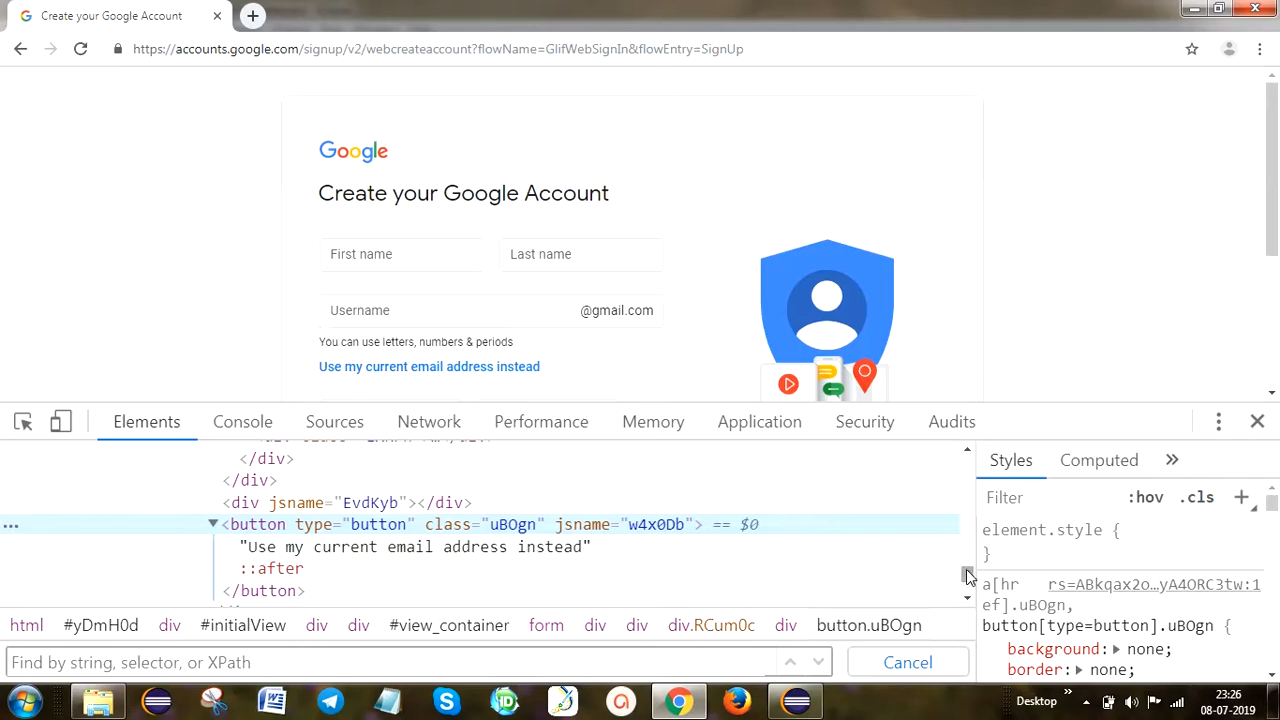 Create your Google Account
https://accounts.google.com/signup/v2/webcreateaccount?flowName=GlifWebSignIn&flowEntry=SignUp
Google
Create your Google Account
First name Last name
Username @gmail.com
You can use letters, numbers & periods
Use my current email address instead
Elements Console Sources Network Performance Memory Application Security Audits
</div>
</div>
<div jsname="EvdKyb"></div>
<button type="button" class="uBOgn" jsname="w4x0Db"> == $0
"Use my current email address instead"
::after
</button>
html #yDmH0d div #initialView div div #view_container form div div div.RCum0c div button.uBOgn
Find by string, selector, or XPath Cancel
Styles Computed »
Filter :hov .cls +
element.style {
}
a[hr rs=ABkqax2o…yA4ORC3tw:1
ef].uBOgn,
button[type=button].uBOgn {
background: none;
border: none;
Desktop » 23:26
08-07-2019